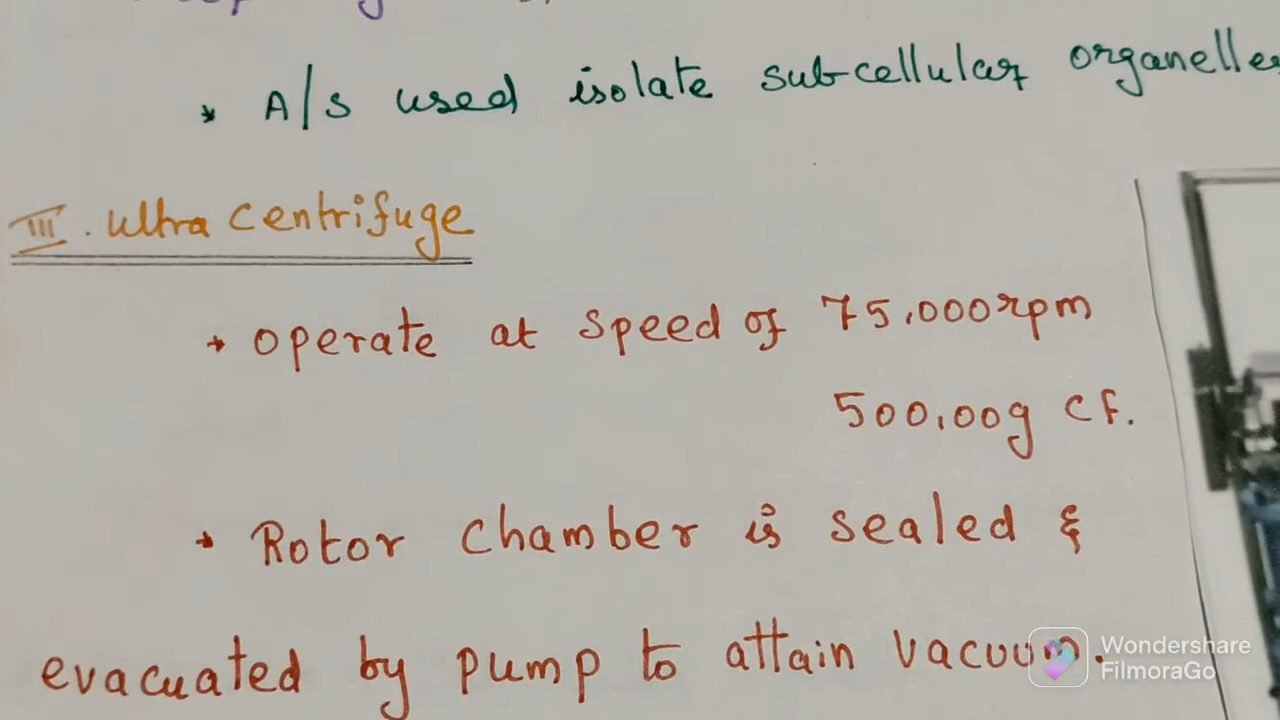 * A/s used isolate subcellular organelles
III. Ultra Centrifuge
* Operate at speed of 75,000rpm
500,00g CF.
* Rotor chamber is sealed &
evacuated by pump to attain vacuum.
Wondershare
FilmoraGo